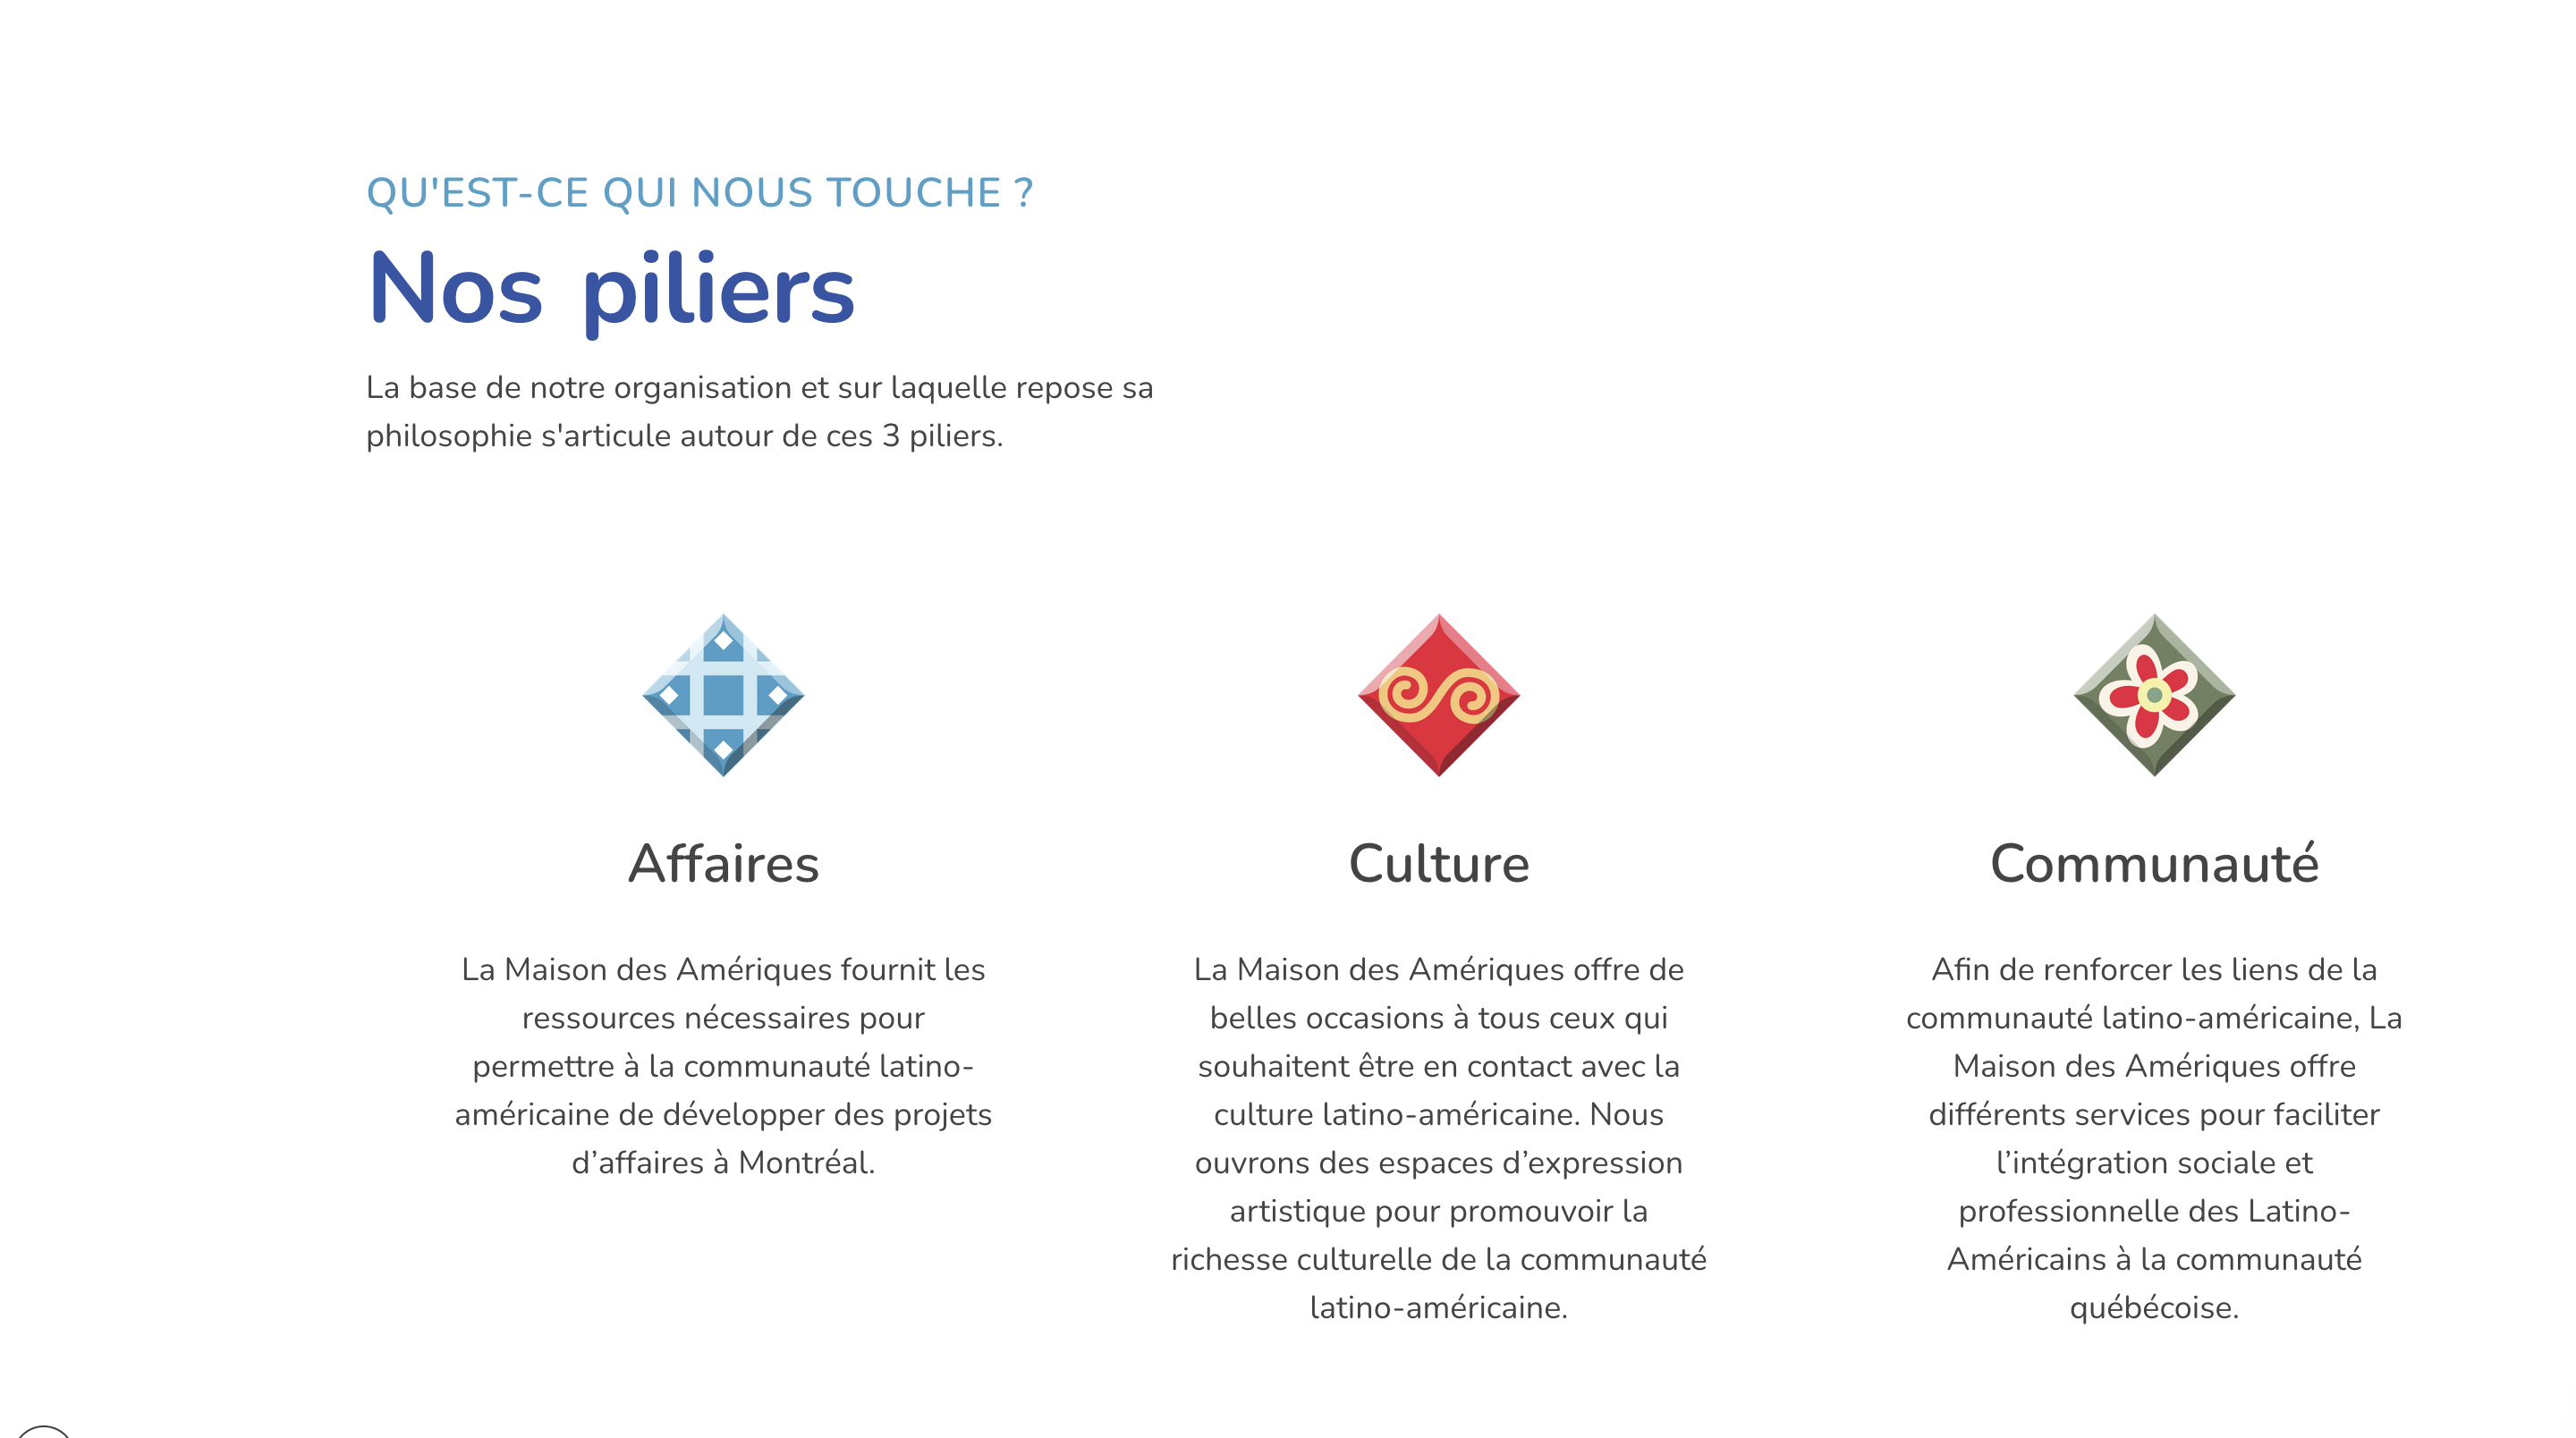 QU'EST-CE QUI NOUS TOUCHE ?
Nos piliers
La base de notre organisation et sur laquelle repose sa
philosophie s'articule autour de ces 3 piliers.
Affaires
La Maison des Amériques fournit les
ressources nécessaires pour
permettre à la communauté latino-
américaine de développer des projets
d’affaires à Montréal.
Culture
La Maison des Amériques offre de
belles occasions à tous ceux qui
souhaitent être en contact avec la
culture latino-américaine. Nous
ouvrons des espaces d’expression
artistique pour promouvoir la
richesse culturelle de la communauté
latino-américaine.
Communauté
Afin de renforcer les liens de la
communauté latino-américaine, La
Maison des Amériques offre
différents services pour faciliter
l’intégration sociale et
professionnelle des Latino-
Américains à la communauté
québécoise.